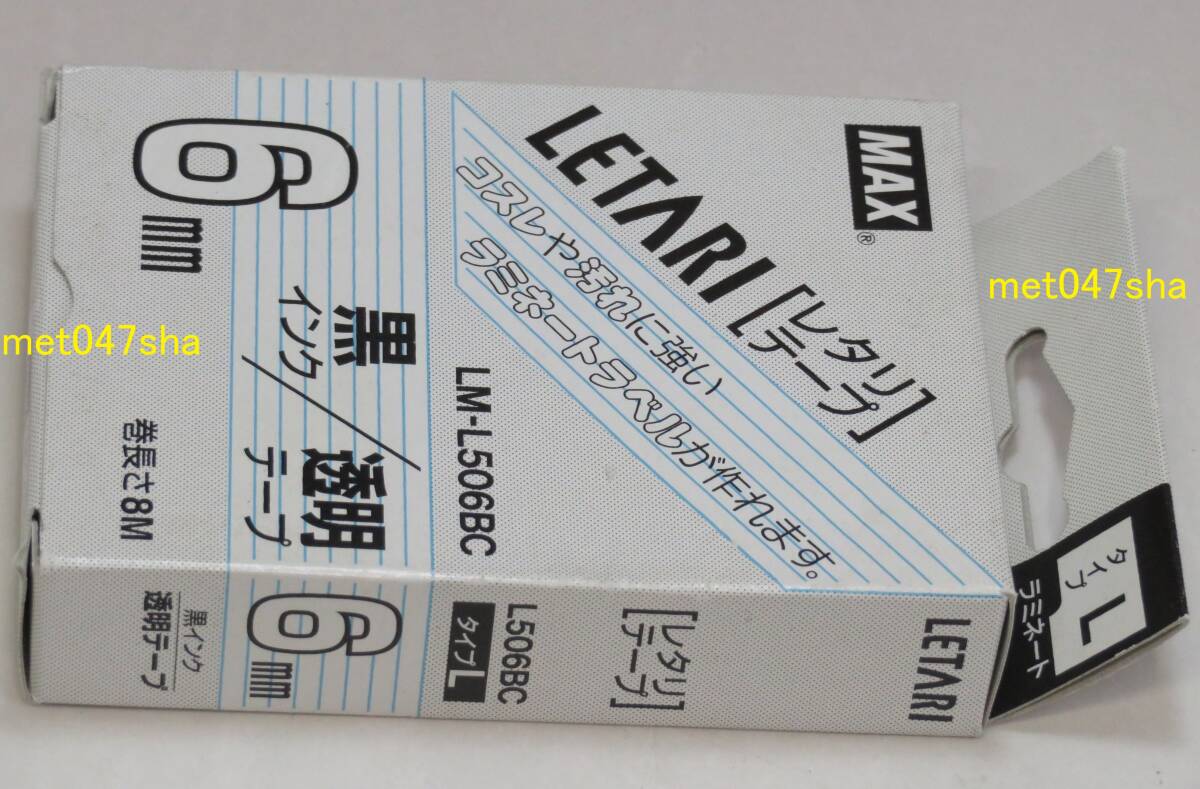 MAX
®
LETARI
[レタリテープ]
コスレや汚れに強い
ラミネートラベルが作れます。
LM-L506BC
黒
インク
透明
テープ
6
mm
巻長さ8M
LETARI
[レタリテープ]
L506BC
タイプL
6
mm
黒インク
透明テープ
タイプ
L
ラミネート
met047sha
met047sha